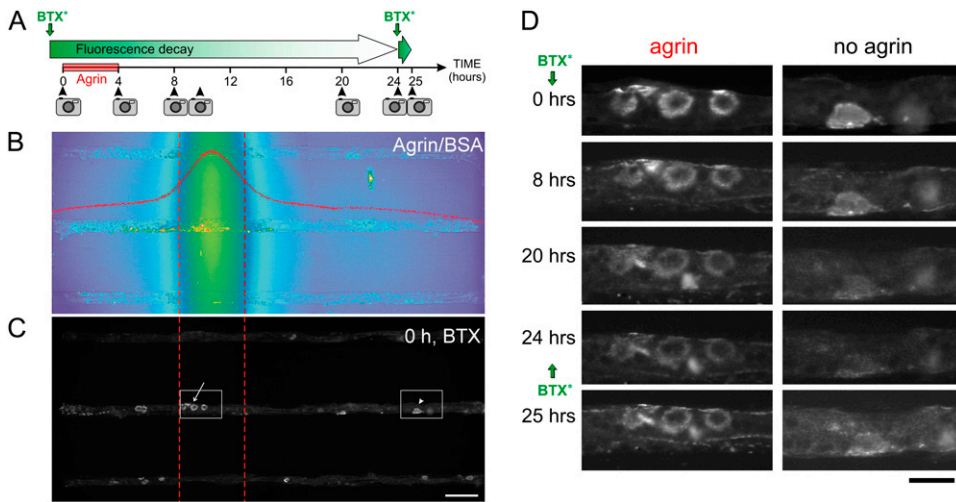 A
BTX*
BTX*
Fluorescence decay
Agrin
TIME
(hours)
0
4
8
12
16
20
24
25
B
Agrin/BSA
C
0 h, BTX
D
agrin
no agrin
BTX*
0 hrs
8 hrs
20 hrs
24 hrs
BTX*
25 hrs